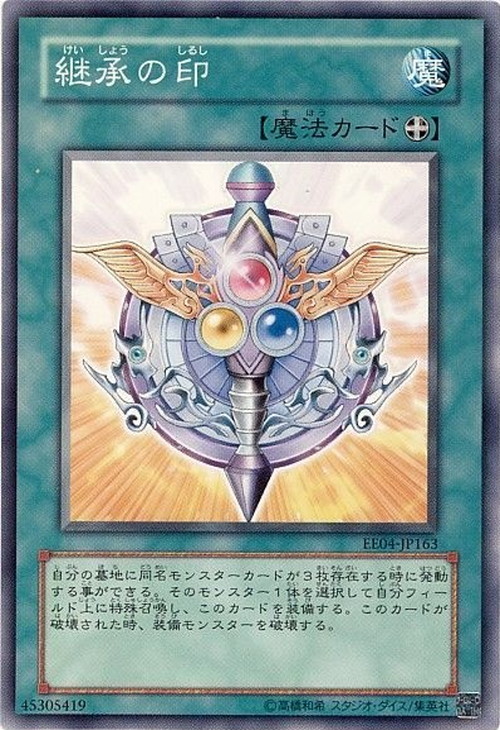 けい しょう しるし
継承の印
魔
まほう
【魔法カード】
EE04-JP163
自分の墓地に同名モンスターカードが3枚存在する時に発動
する事ができる。そのモンスター1体を選択して自分フィ
ールド上に特殊召喚し、このカードを装備する。このカードが
破壊された時、装備モンスターを破壊する。
45305419
©高橋和希 スタジオ・ダイス/集英社